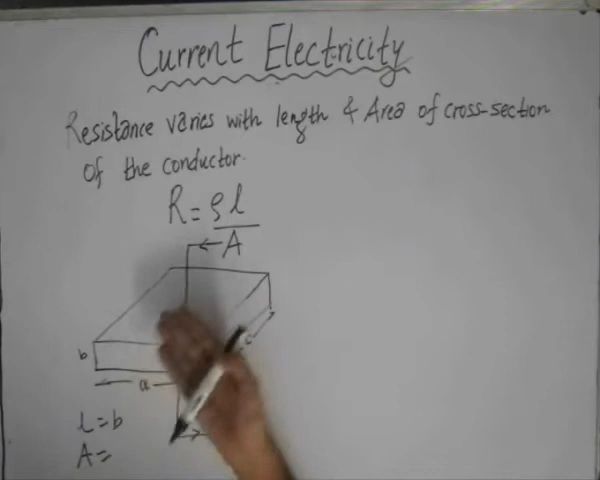 Current Electricity
Resistance varies with length & Area of cross-section
of the conductor.
R = ρl
A
b
a
c
l = b
A =